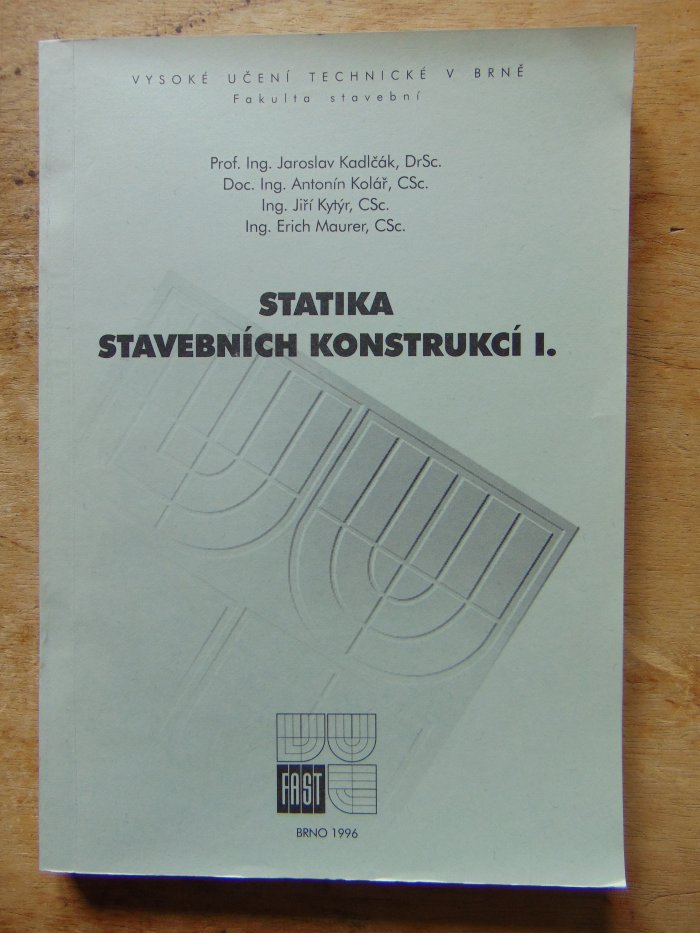 VYSOKÉ UČENÍ TECHNICKÉ V BRNĚ
Fakulta stavební
Prof. Ing. Jaroslav Kadlčák, DrSc.
Doc. Ing. Antonín Kolář, CSc.
Ing. Jiří Kytýr, CSc.
Ing. Erich Maurer, CSc.
STATIKA
STAVEBNÍCH KONSTRUKCÍ I.
FAST
BRNO 1996